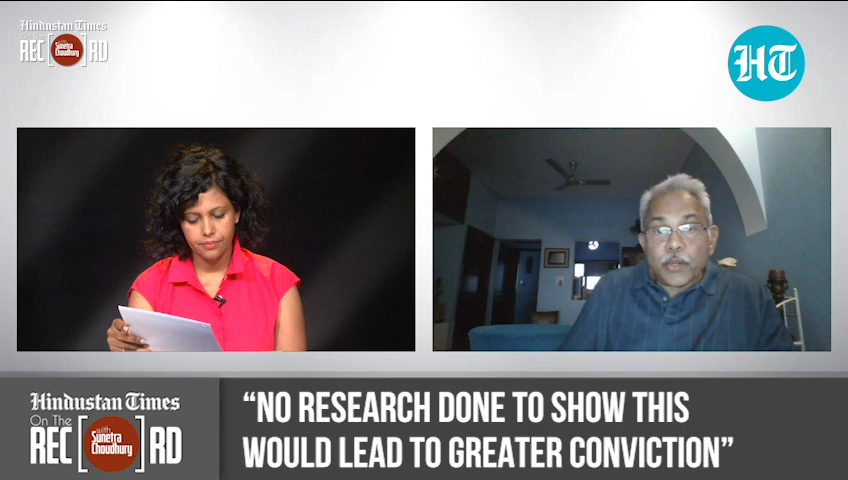 Hindustan Times
On The
REC[with Sunetra Choudhury]RD
HT
Hindustan Times
On The
REC[with Sunetra Choudhury]RD
“NO RESEARCH DONE TO SHOW THIS
WOULD LEAD TO GREATER CONVICTION”